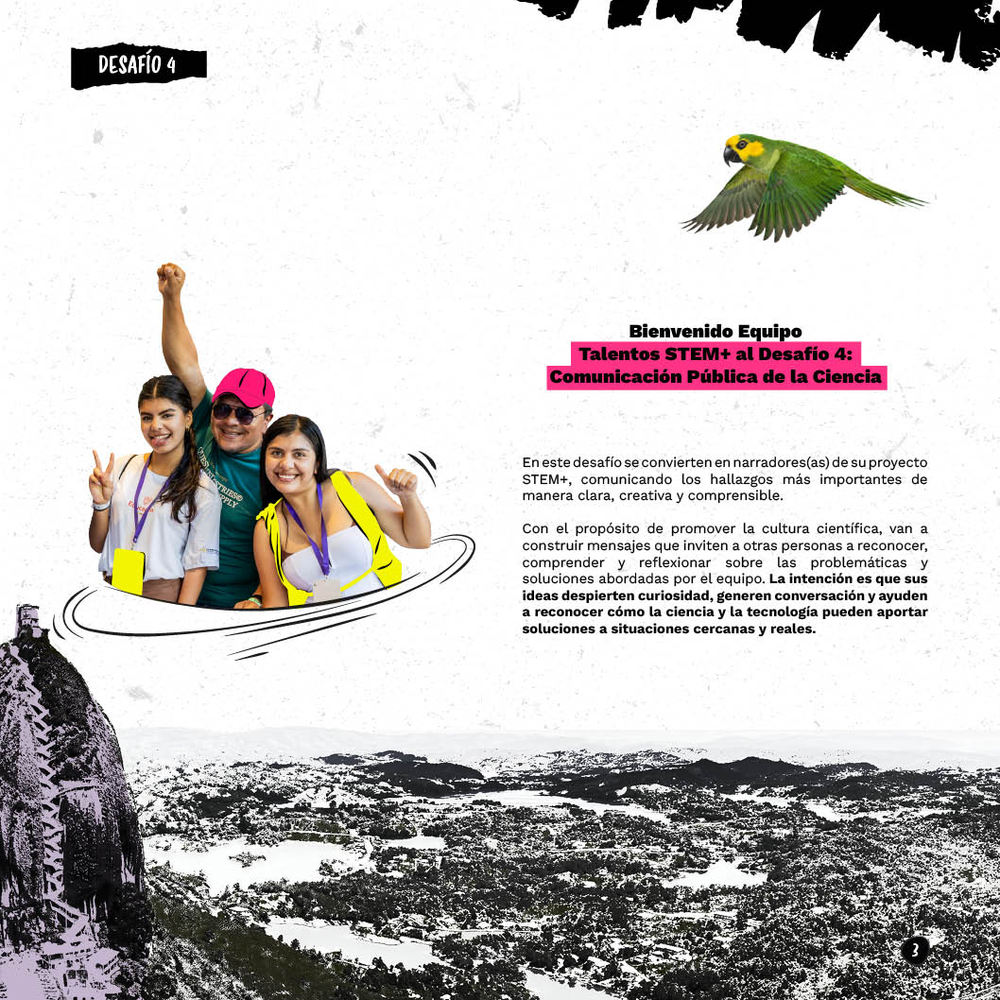 DESAFÍO 4
Bienvenido Equipo
Talentos STEM+ al Desafío 4:
Comunicación Pública de la Ciencia
En este desafío se convierten en narradores(as) de su proyecto
STEM+, comunicando los hallazgos más importantes de
manera clara, creativa y comprensible.
Con el propósito de promover la cultura científica, van a
construir mensajes que inviten a otras personas a reconocer,
comprender y reflexionar sobre las problemáticas y
soluciones abordadas por el equipo. La intención es que sus
ideas despierten curiosidad, generen conversación y ayuden
a reconocer cómo la ciencia y la tecnología pueden aportar
soluciones a situaciones cercanas y reales.
3